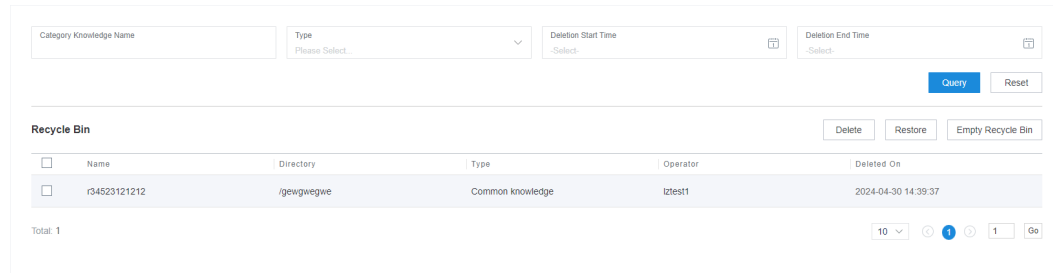 Category Knowledge Name Type Deletion Start Time Deletion End Time
Please Select... -Select- -Select-
Query Reset
Recycle Bin Delete Restore Empty Recycle Bin
Name Directory Type Operator Deleted On
r34523121212 /gewgwegwe Common knowledge lztest1 2024-04-30 14:39:37
Total: 1 10 1 1 Go